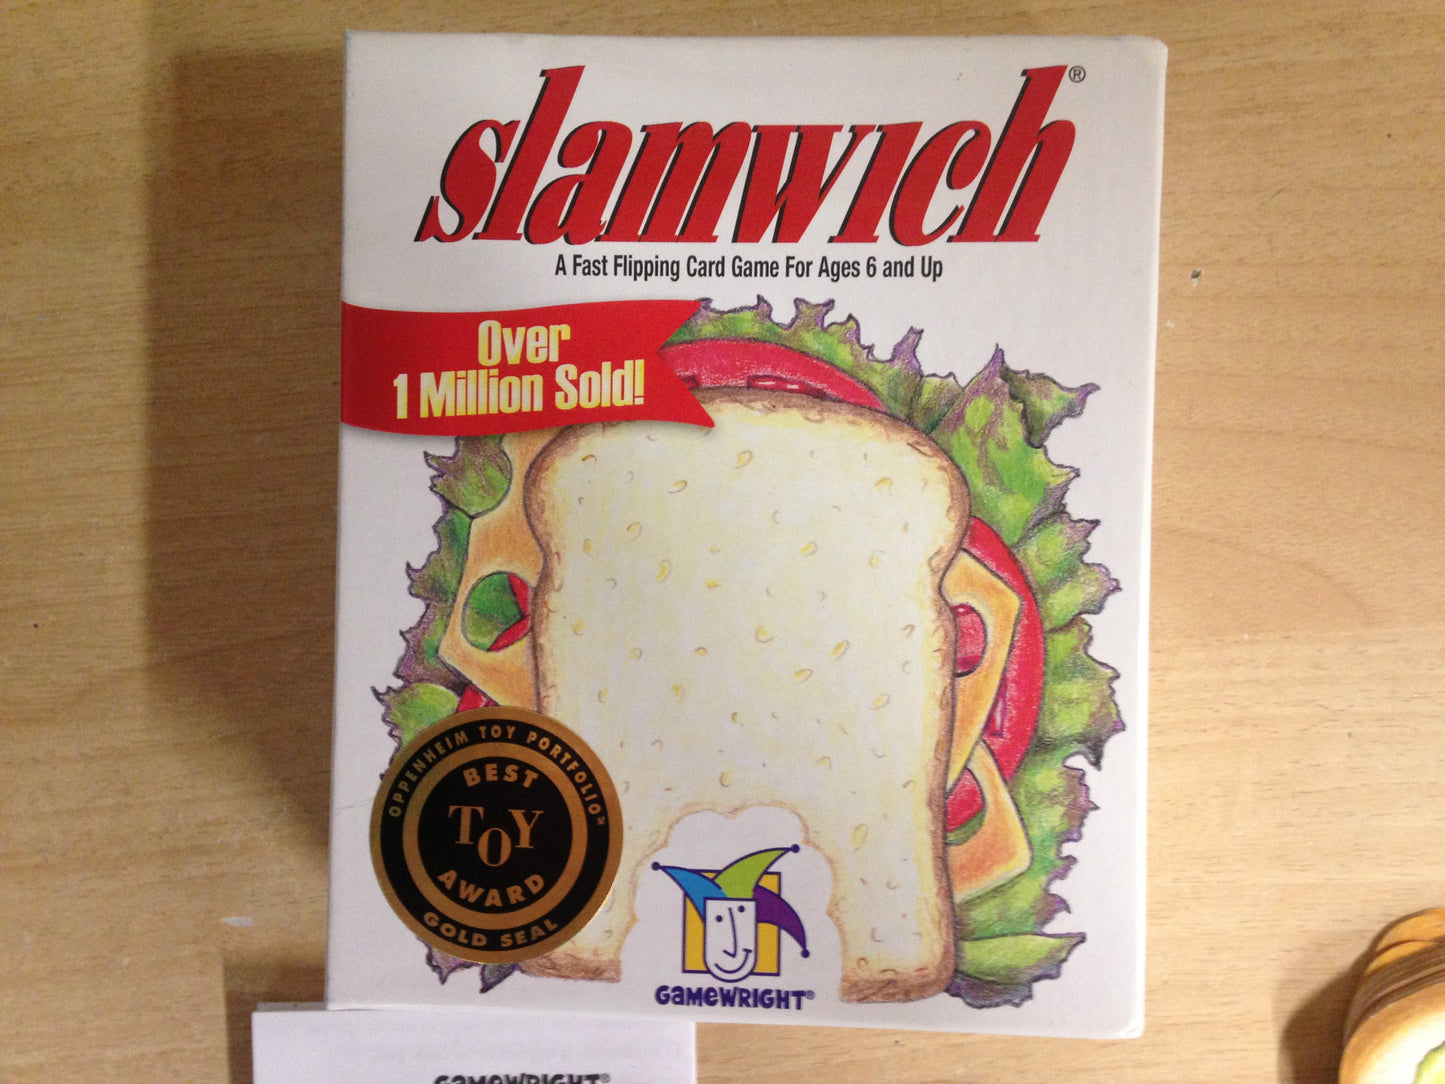 slamwich®
A Fast Flipping Card Game For Ages 6 and Up
Over
1 Million Sold!
OPPENHEIM TOY PORTFOLIO™
BEST
TOY
AWARD
GOLD SEAL
GAMEWRIGHT®
GAMEWRIGHT®